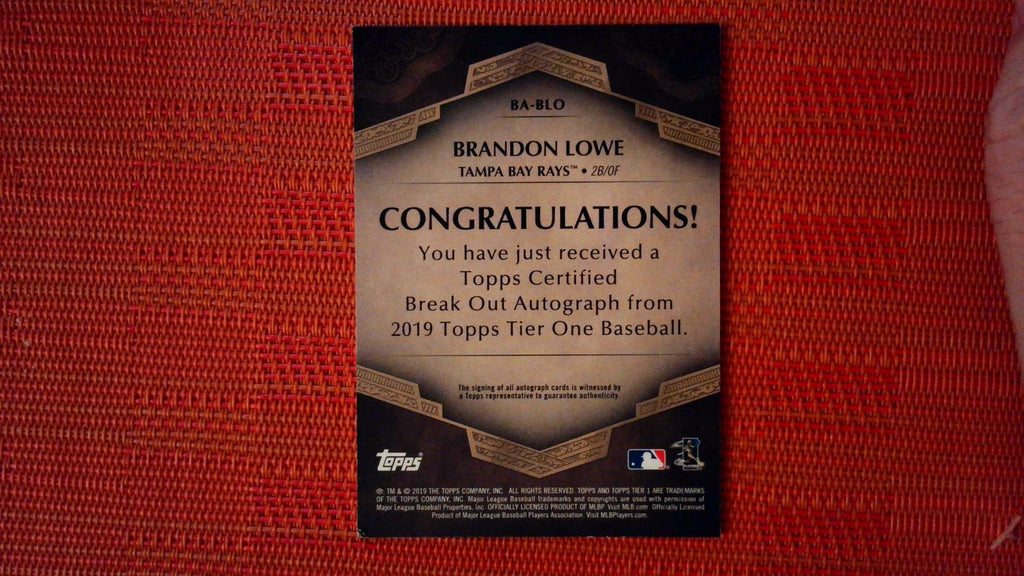 BA-BLO
BRANDON LOWE
TAMPA BAY RAYS™ • 2B/OF
CONGRATULATIONS!
You have just received a
Topps Certified
Break Out Autograph from
2019 Topps Tier One Baseball.
The signing of all autograph cards is witnessed by
a Topps representative to guarantee authenticity.
topps®
®, TM & © 2019 THE TOPPS COMPANY, INC. ALL RIGHTS RESERVED. TOPPS AND TOPPS TIER 1 ARE TRADEMARKS
OF THE TOPPS COMPANY, INC. Major League Baseball trademarks and copyrights are used with permission of
Major League Baseball Properties, Inc. OFFICIALLY LICENSED PRODUCT OF MLBP. Visit MLB.com Officially Licensed
Product of Major League Baseball Players Association. Visit MLBPlayers.com.